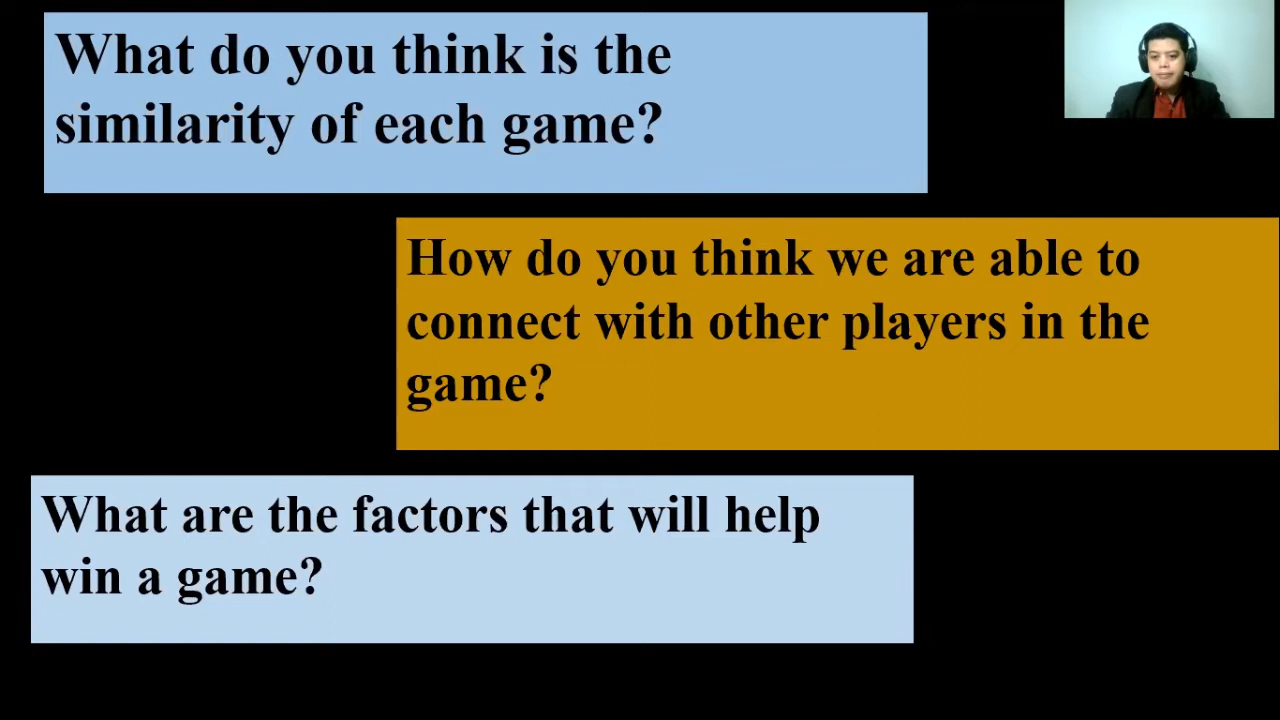 What do you think is the
similarity of each game?
How do you think we are able to
connect with other players in the
game?
What are the factors that will help
win a game?